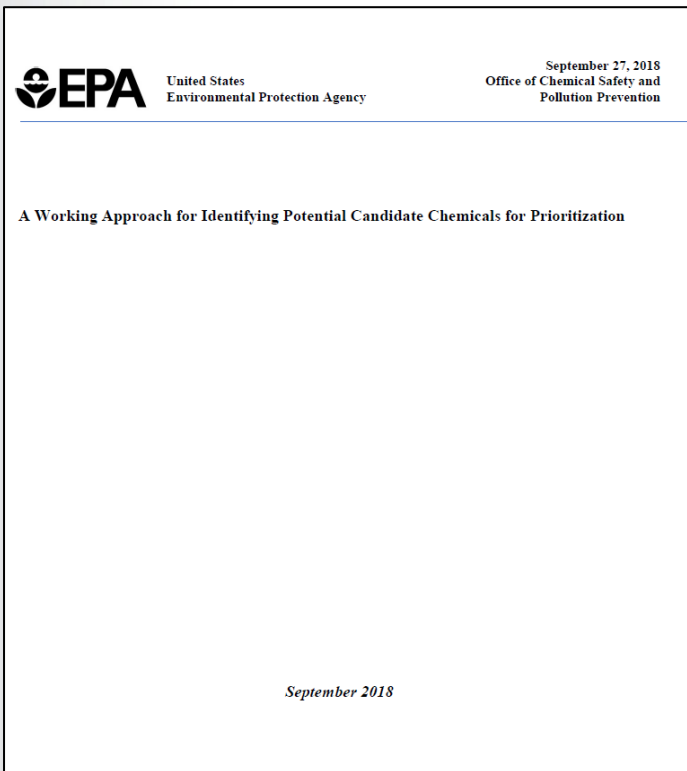 EPA
United States
Environmental Protection Agency
September 27, 2018
Office of Chemical Safety and
Pollution Prevention
A Working Approach for Identifying Potential Candidate Chemicals for Prioritization
September 2018